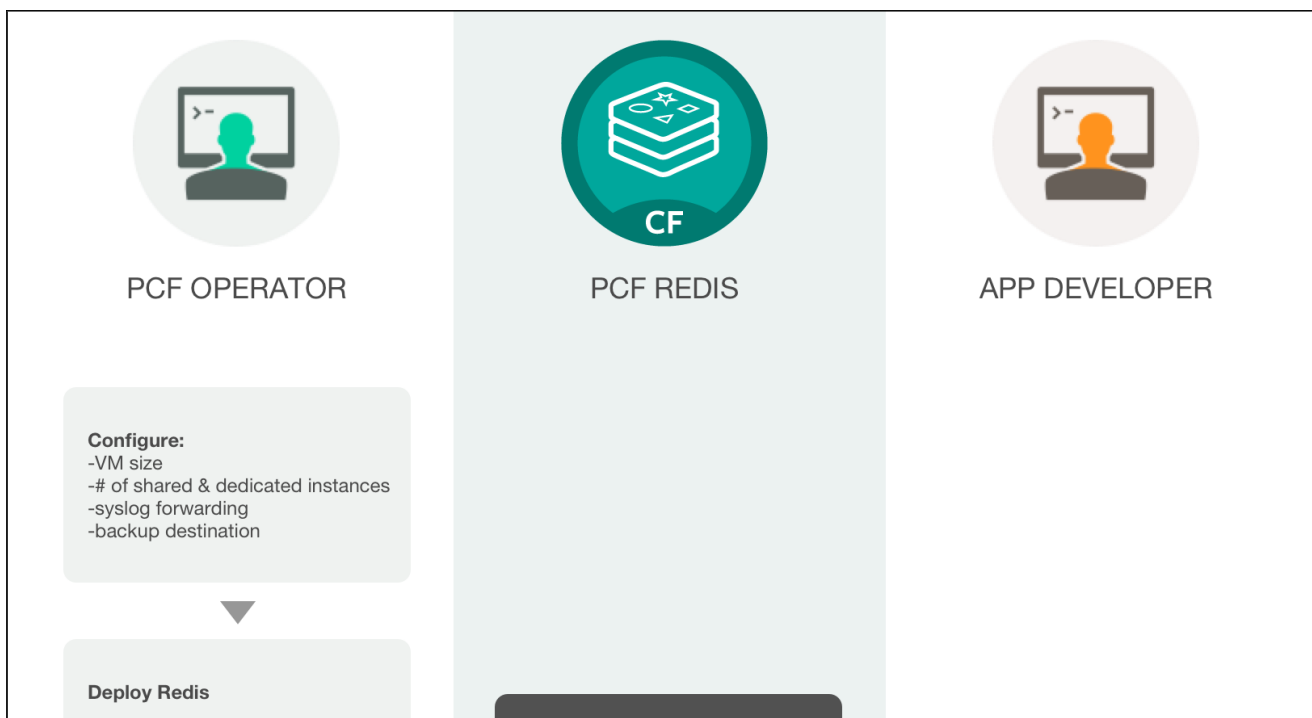 >-
CF
>-
PCF OPERATOR
PCF REDIS
APP DEVELOPER
Configure:
-VM size
-# of shared & dedicated instances
-syslog forwarding
-backup destination
Deploy Redis